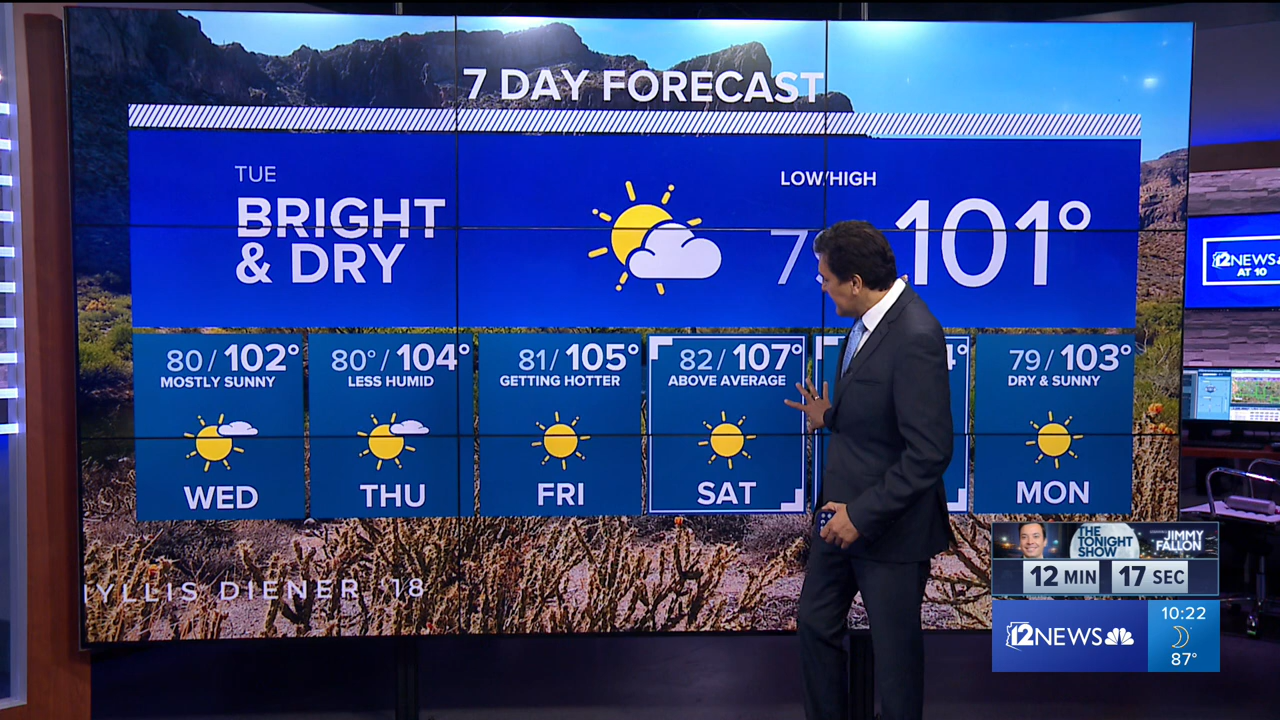 7 DAY FORECAST
TUE
BRIGHT
& DRY
LOW/HIGH
101°
80/102°
MOSTLY SUNNY
WED
80°/104°
LESS HUMID
THU
81/105°
GETTING HOTTER
FRI
82/107°
ABOVE AVERAGE
SAT
79/103°
DRY & SUNNY
MON
DIENER '18
12NEWS
AT 10
THE
TONIGHT
SHOW
JIMMY
FALLON
12 MIN 17 SEC
12NEWS
10:22
87°